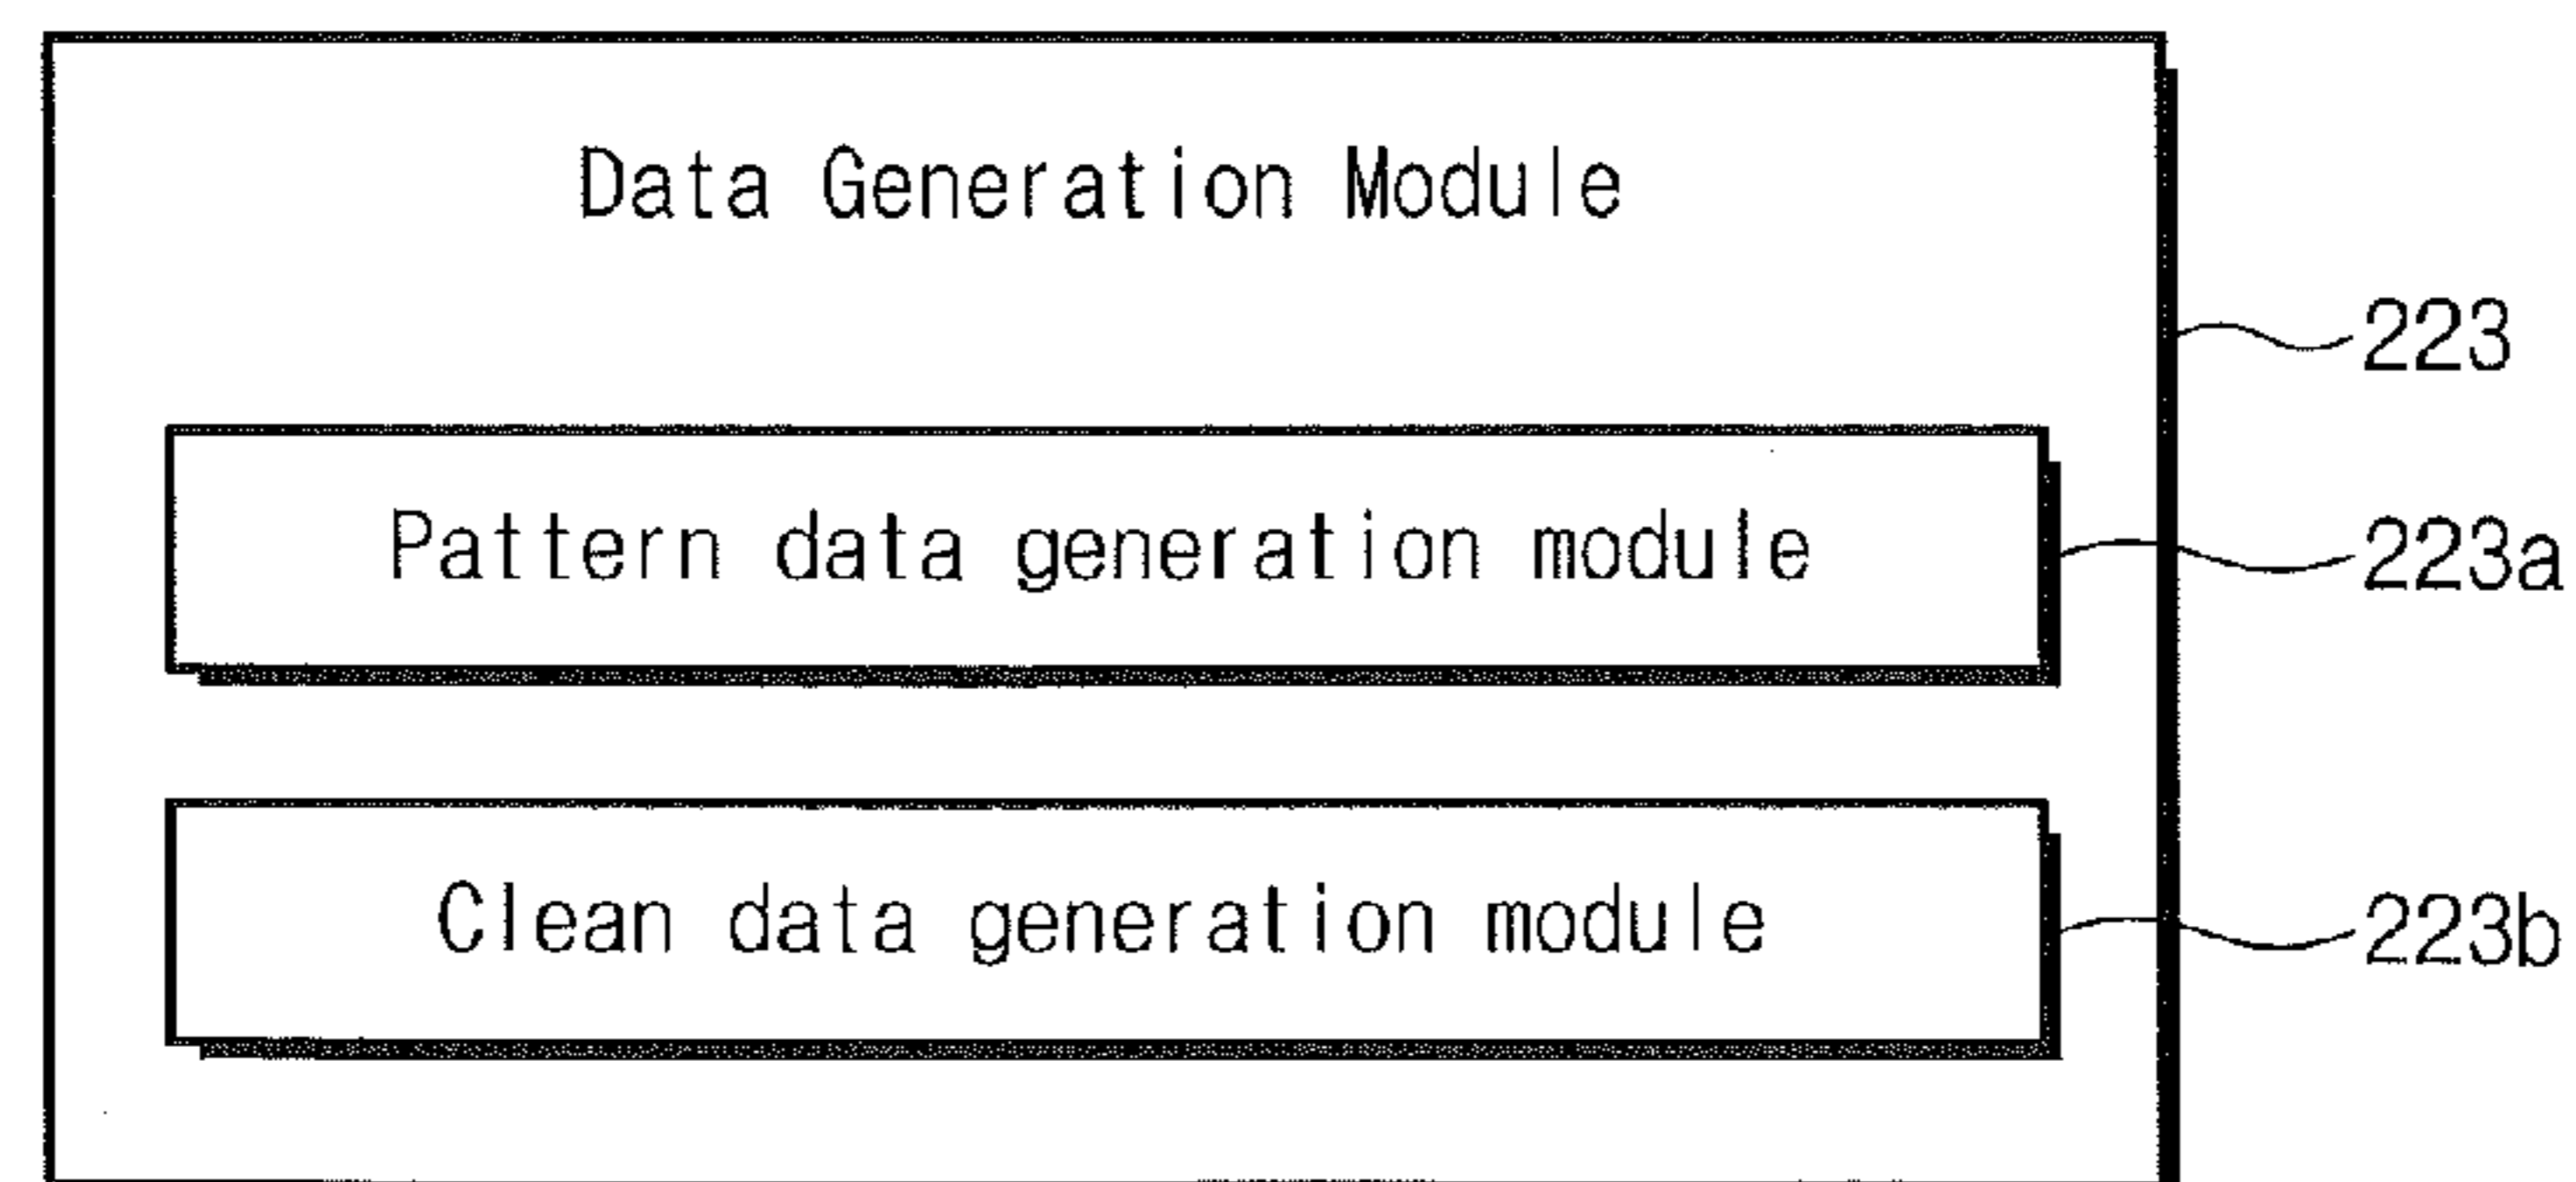 Data Generation Module
223
Pattern data generation module
223a
Clean data generation module
223b